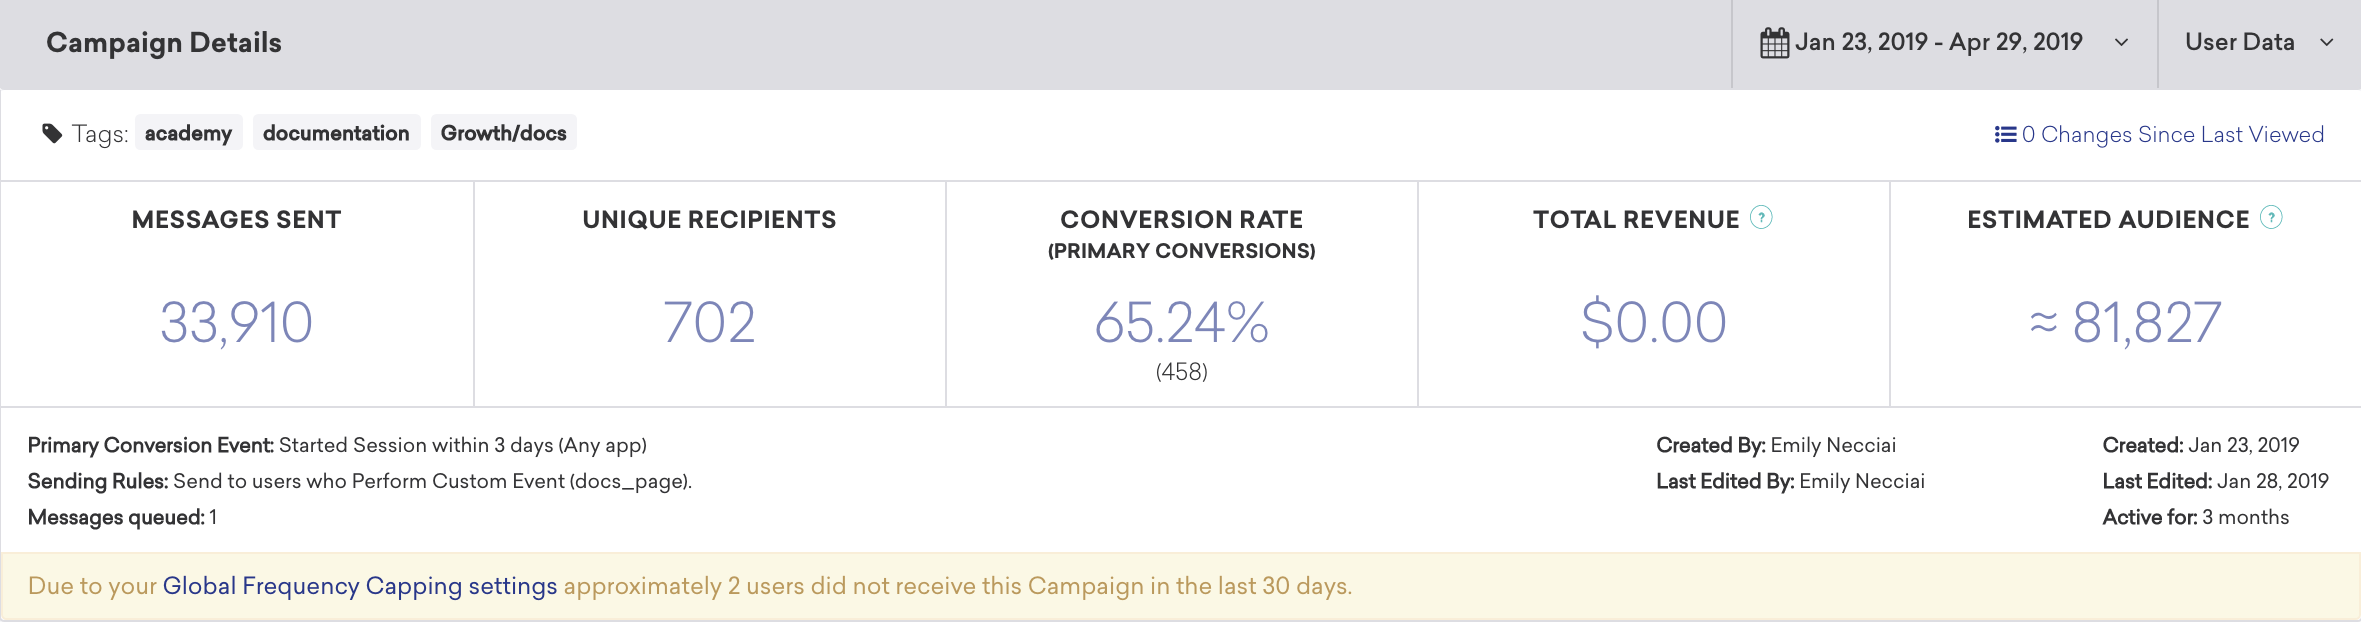 Campaign Details
Jan 23, 2019 - Apr 29, 2019
User Data
Tags: academy documentation Growth/docs
0 Changes Since Last Viewed
MESSAGES SENT
33,910
UNIQUE RECIPIENTS
702
CONVERSION RATE
(PRIMARY CONVERSIONS)
65.24%
(458)
TOTAL REVENUE ?
$0.00
ESTIMATED AUDIENCE ?
≈ 81,827
Primary Conversion Event: Started Session within 3 days (Any app)
Sending Rules: Send to users who Perform Custom Event (docs_page).
Messages queued: 1
Created By: Emily Necciai
Last Edited By: Emily Necciai
Created: Jan 23, 2019
Last Edited: Jan 28, 2019
Active for: 3 months
Due to your Global Frequency Capping settings approximately 2 users did not receive this Campaign in the last 30 days.